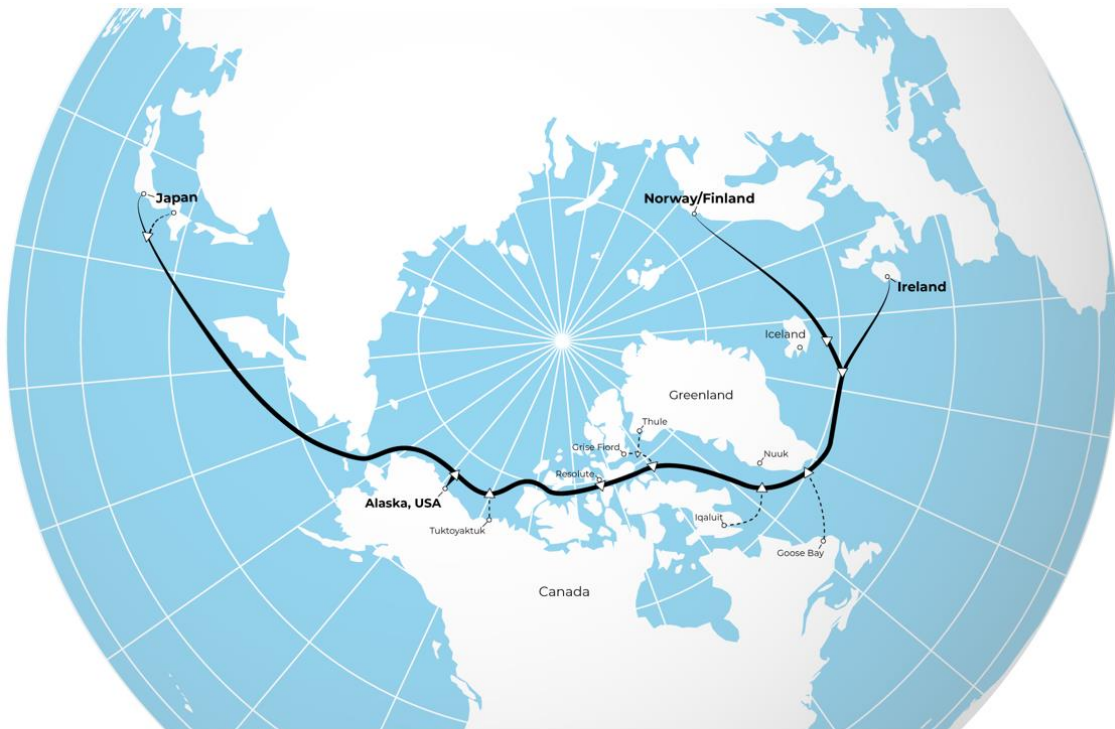 Japan
Norway/Finland
Ireland
Iceland
Greenland
Thule
Grise Fiord
Nuuk
Resolute
Alaska, USA
Iqaluit
Tuktoyaktuk
Goose Bay
Canada